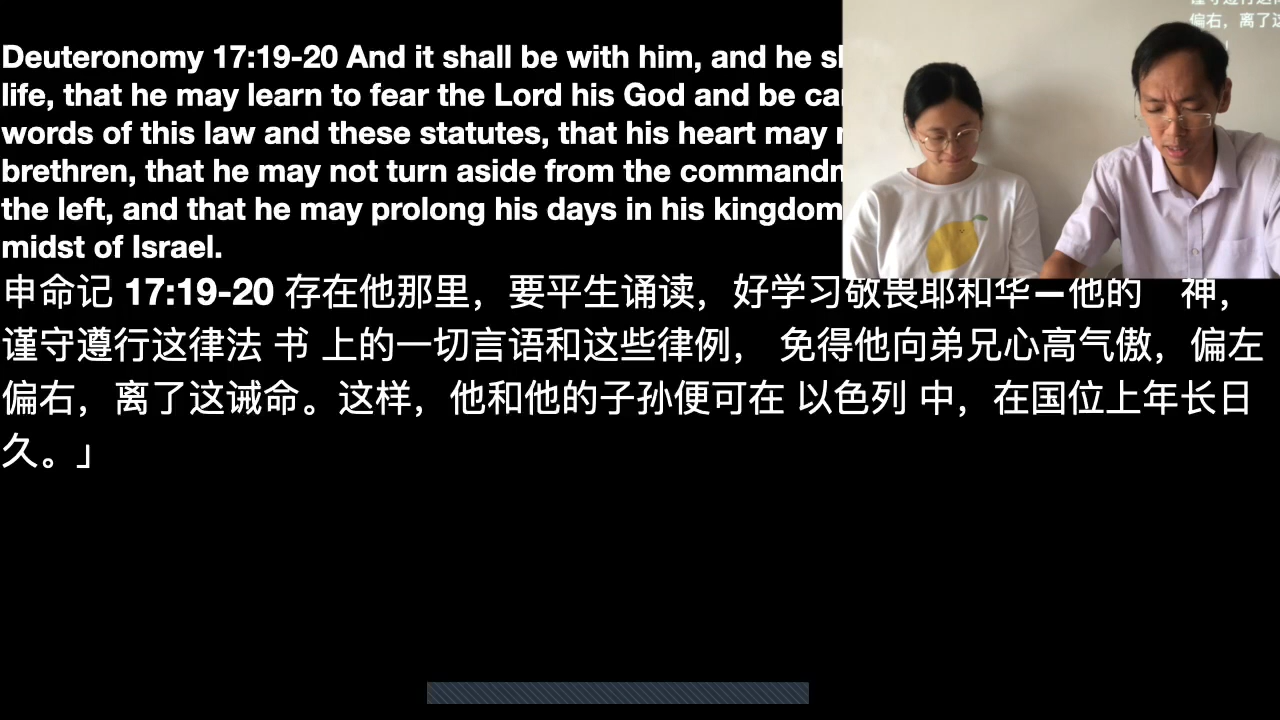 Deuteronomy 17:19-20 And it shall be with him, and he
life, that he may learn to fear the Lord his God and be
words of this law and these statutes, that his heart may
brethren, that he may not turn aside from the
the left, and that he may prolong his days in his kingdom
midst of Israel.
申命记 17:19-20 存在他那里，要平生诵读，好学习敬畏耶和华—他的　神，
谨守遵行这律法 书 上的一切言语和这些律例， 免得他向弟兄心高气傲，偏左
偏右，离了这诫命。这样，他和他的子孙便可在 以色列 中，在国位上年长日
久。」
偏右，离了